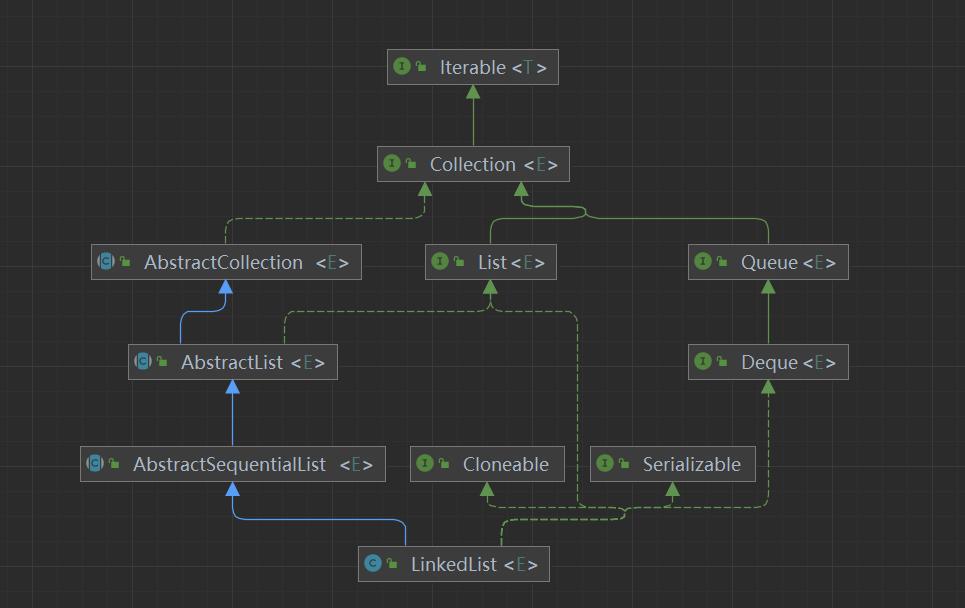 Iterable <T>
Collection <E>
AbstractCollection <E>
List <E>
Queue <E>
AbstractList <E>
Deque <E>
AbstractSequentialList <E>
Cloneable
Serializable
LinkedList <E>